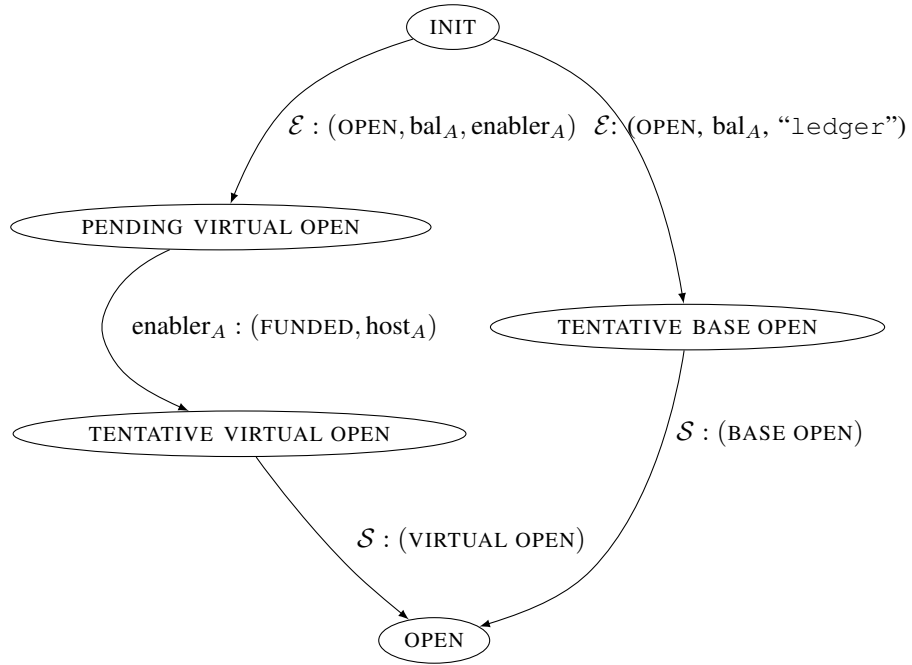 INIT
ℰ : (OPEN, bal_A, enabler_A) ℰ: (OPEN, bal_A, “ledger”)
PENDING VIRTUAL OPEN
enabler_A : (FUNDED, host_A)
TENTATIVE BASE OPEN
TENTATIVE VIRTUAL OPEN
𝒮 : (BASE OPEN)
𝒮 : (VIRTUAL OPEN)
OPEN